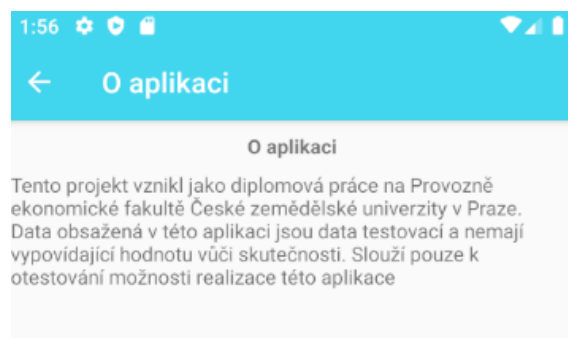 1:56
O aplikaci
O aplikaci
Tento projekt vznikl jako diplomová práce na Provozně
ekonomické fakultě České zemědělské univerzity v Praze.
Data obsažená v této aplikaci jsou data testovací a nemají
vypovídající hodnotu vůči skutečnosti. Slouží pouze k
otestování možnosti realizace této aplikace